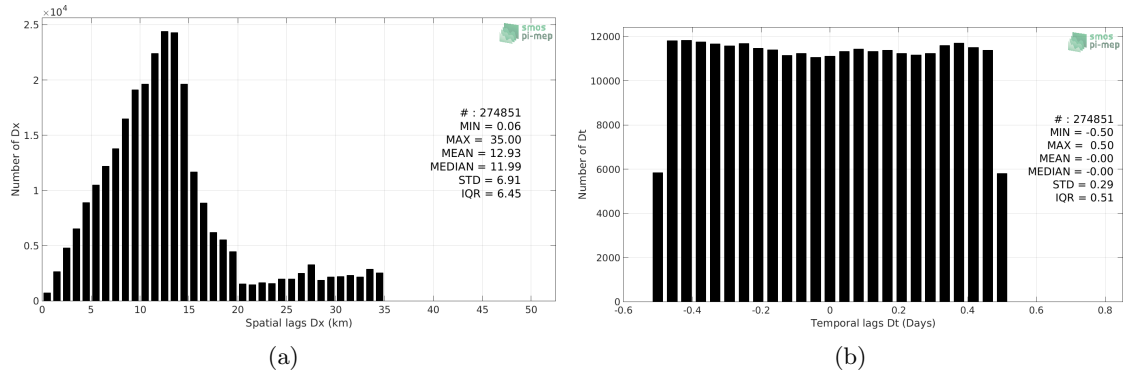 ×10⁴
2.5
2
1.5
1
0.5
0
Number of Dx
0 5 10 15 20 25 30 35 40 45 50
Spatial lags Dx (km)
smos
pi-mep
# : 274851
MIN = 0.06
MAX = 35.00
MEAN = 12.93
MEDIAN = 11.99
STD = 6.91
IQR = 6.45
(a)
12000
10000
8000
6000
4000
2000
0
Number of Dt
-0.6 -0.4 -0.2 0 0.2 0.4 0.6 0.8
Temporal lags Dt (Days)
smos
pi-mep
# : 274851
MIN = -0.50
MAX = 0.50
MEAN = -0.00
MEDIAN = -0.00
STD = 0.29
IQR = 0.51
(b)